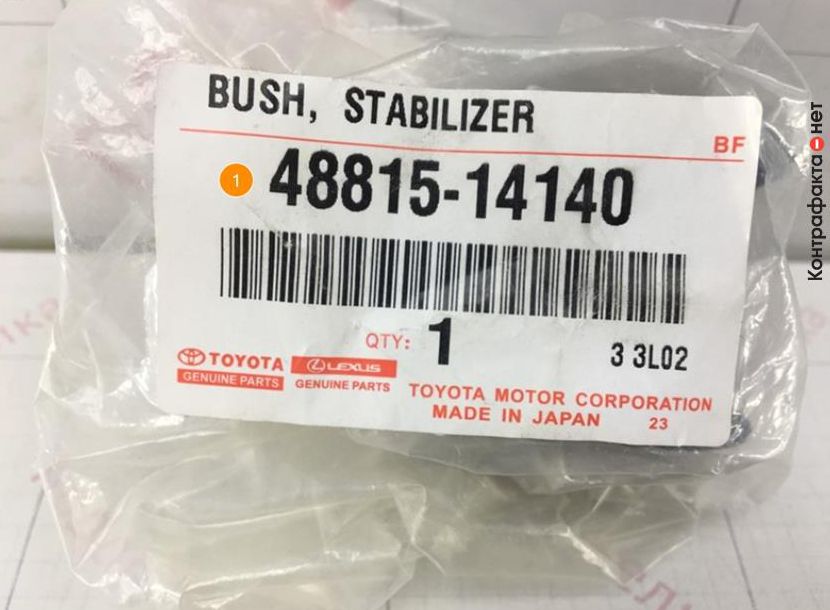 BUSH, STABILIZER
BF
1
48815-14140
QTY: 1
3 3L02
TOYOTA
GENUINE PARTS
LEXUS
GENUINE PARTS
TOYOTA MOTOR CORPORATION
MADE IN JAPAN 23
Контрафакта нет